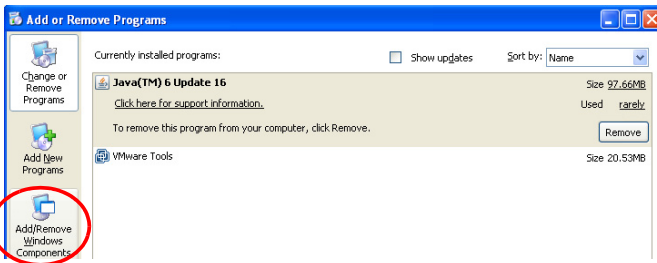 Add or Remove Programs
Change or
Remove
Programs
Currently installed programs:
Show updates
Sort by: Name
Java(TM) 6 Update 16
Size 97.66MB
Click here for support information.
Used rarely
To remove this program from your computer, click Remove.
Remove
Add New
Programs
VMware Tools
Size 20.53MB
Add/Remove
Windows
Components